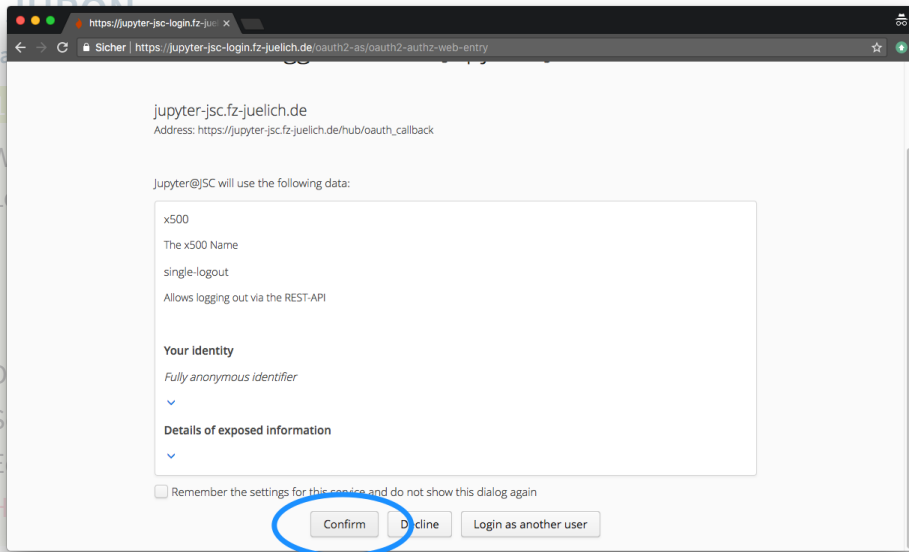 https://jupyter-jsc-login.fz-juel
Sicher | https://jupyter-jsc-login.fz-juelich.de/oauth2-as/oauth2-authz-web-entry
jupyter-jsc.fz-juelich.de
Address: https://jupyter-jsc.fz-juelich.de/hub/oauth_callback
Jupyter@JSC will use the following data:
x500
The x500 Name
single-logout
Allows logging out via the REST-API
Your identity
Fully anonymous identifier
Details of exposed information
Remember the settings for this service and do not show this dialog again
Confirm
Decline
Login as another user